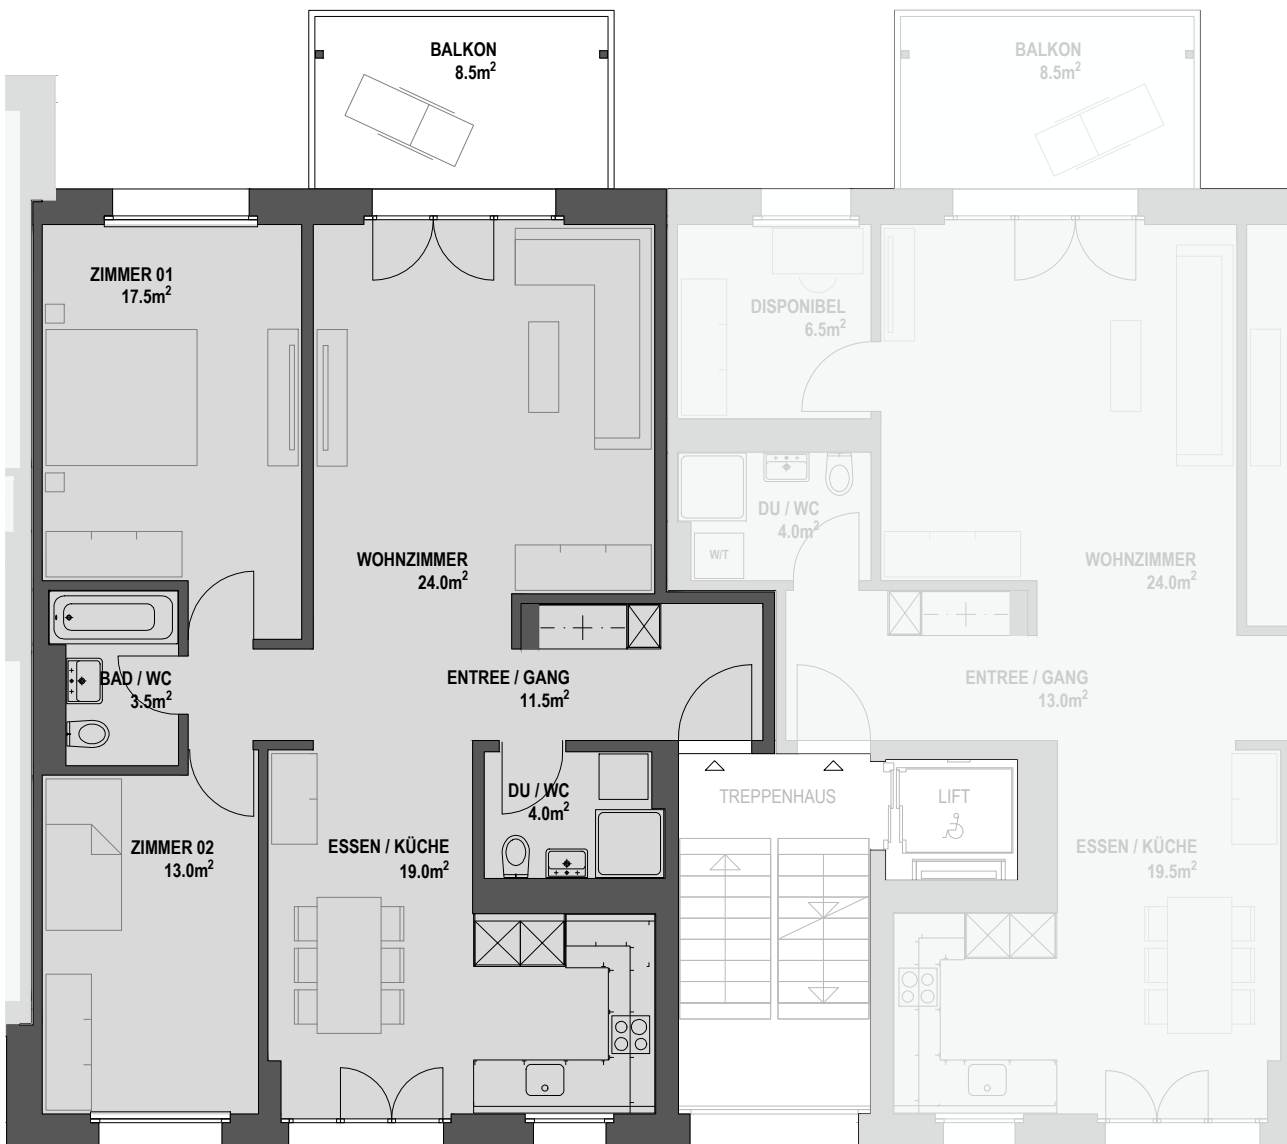 BALKON
8.5m²
BALKON
8.5m²
ZIMMER 01
17.5m²
DISPONIBEL
6.5m²
DU / WC
4.0m²
W/T
WOHNZIMMER
24.0m²
WOHNZIMMER
24.0m²
BAD / WC
3.5m²
ENTREE / GANG
11.5m²
ENTREE / GANG
13.0m²
DU / WC
4.0m²
TREPPENHAUS
LIFT
ZIMMER 02
13.0m²
ESSEN / KÜCHE
19.0m²
ESSEN / KÜCHE
19.5m²